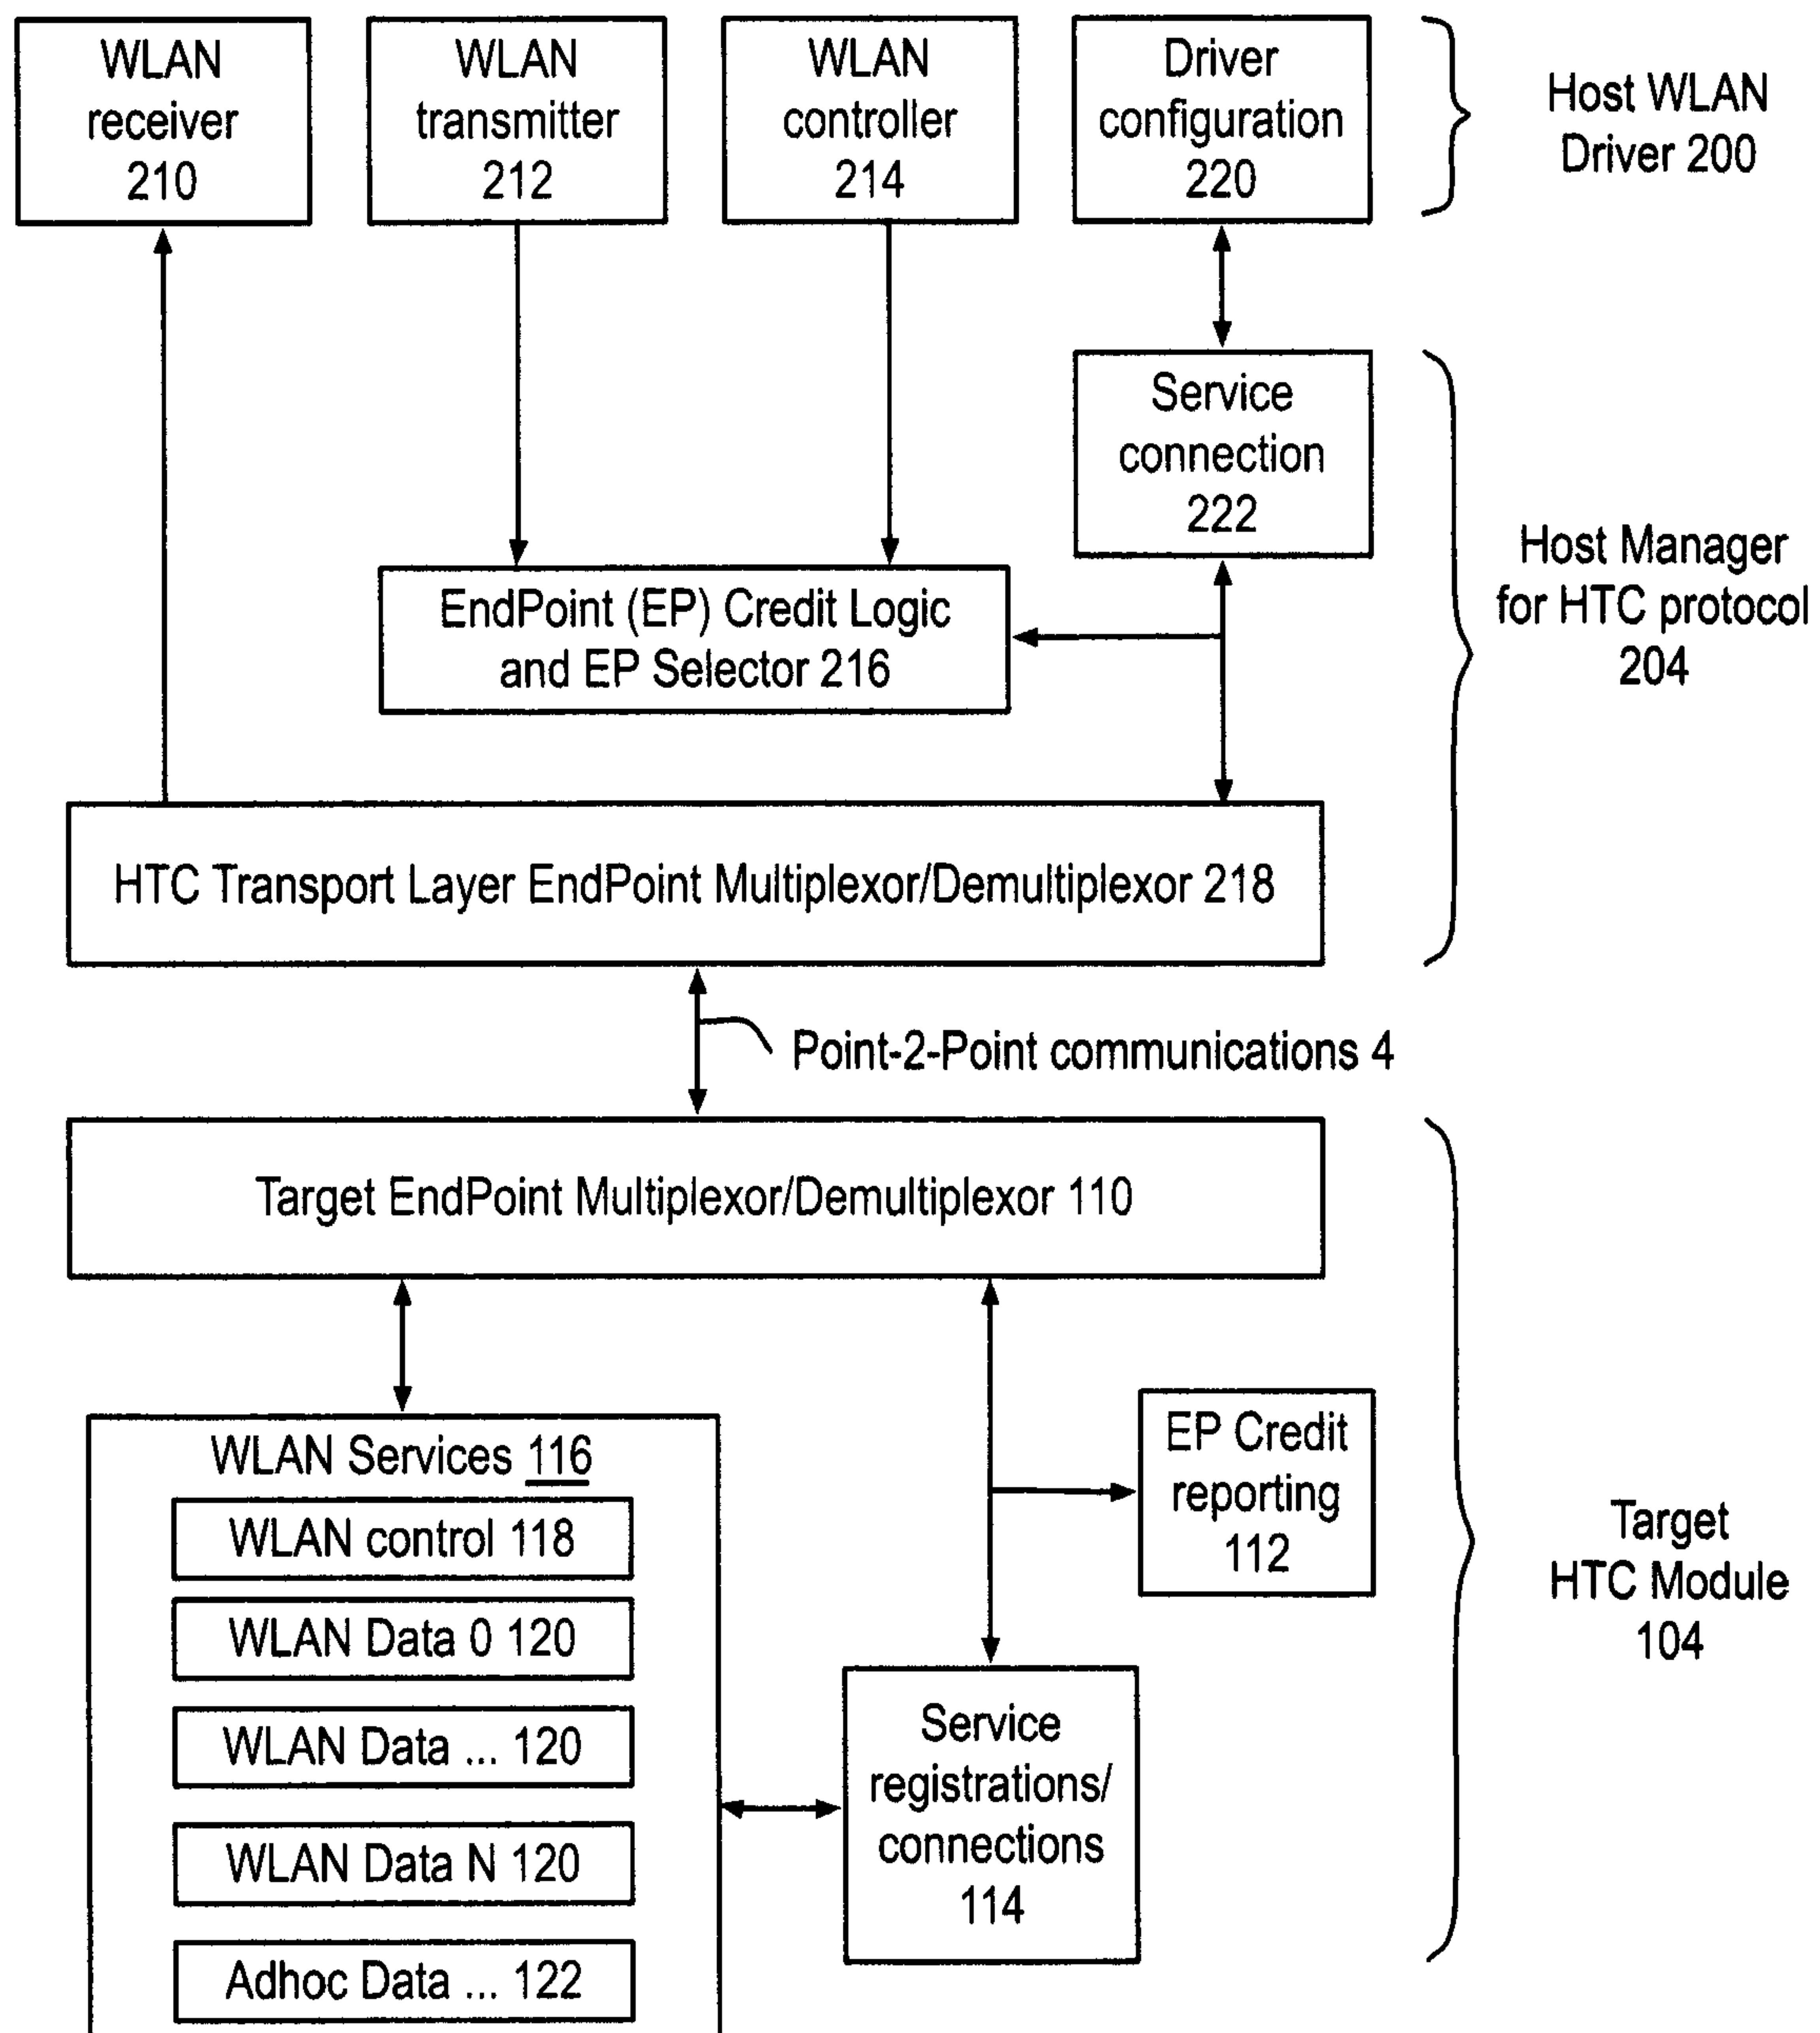 WLAN
receiver
210
WLAN
transmitter
212
WLAN
controller
214
Driver
configuration
220
Host WLAN
Driver 200
Service
connection
222
EndPoint (EP) Credit Logic
and EP Selector 216
Host Manager
for HTC protocol
204
HTC Transport Layer EndPoint Multiplexor/Demultiplexor 218
Point-2-Point communications 4
Target EndPoint Multiplexor/Demultiplexor 110
WLAN Services 116
WLAN control 118
WLAN Data 0 120
WLAN Data ... 120
WLAN Data N 120
Adhoc Data ... 122
EP Credit
reporting
112
Service
registrations/
connections
114
Target
HTC Module
104